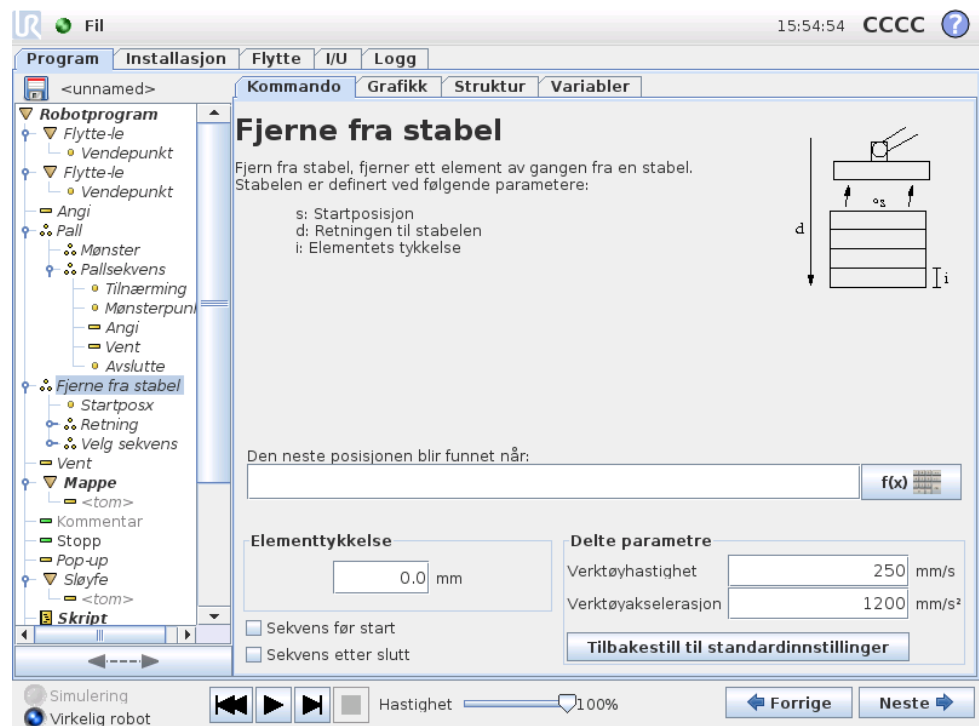 UR Fil 15:54:54 CCCC ?
Program Installasjon Flytte I/U Logg
<unnamed>
Kommando Grafikk Struktur Variabler
Robotprogram
Flytte-le
Vendepunkt
Flytte-le
Vendepunkt
Angi
Pall
Mønster
Pallsekvens
Tilnærming
Mønsterpun
Angi
Vent
Avslutte
Fjerne fra stabel
Startposx
Retning
Velg sekvens
Vent
Mappe
<tom>
Kommentar
Stopp
Pop-up
Sløyfe
<tom>
Skript
Fjerne fra stabel
Fjern fra stabel, fjerner ett element av gangen fra en stabel.
Stabelen er definert ved følgende parametere:
s: Startposisjon
d: Retningen til stabelen
i: Elementets tykkelse
s
d
i
Den neste posisjonen blir funnet når:
f(x)
Elementtykkelse
0.0 mm
Sekvens før start
Sekvens etter slutt
Delte parametre
Verktøyhastighet 250 mm/s
Verktøyakselerasjon 1200 mm/s²
Tilbakestill til standardinnstillinger
Simulering
Virkelig robot
Hastighet 100%
Forrige
Neste